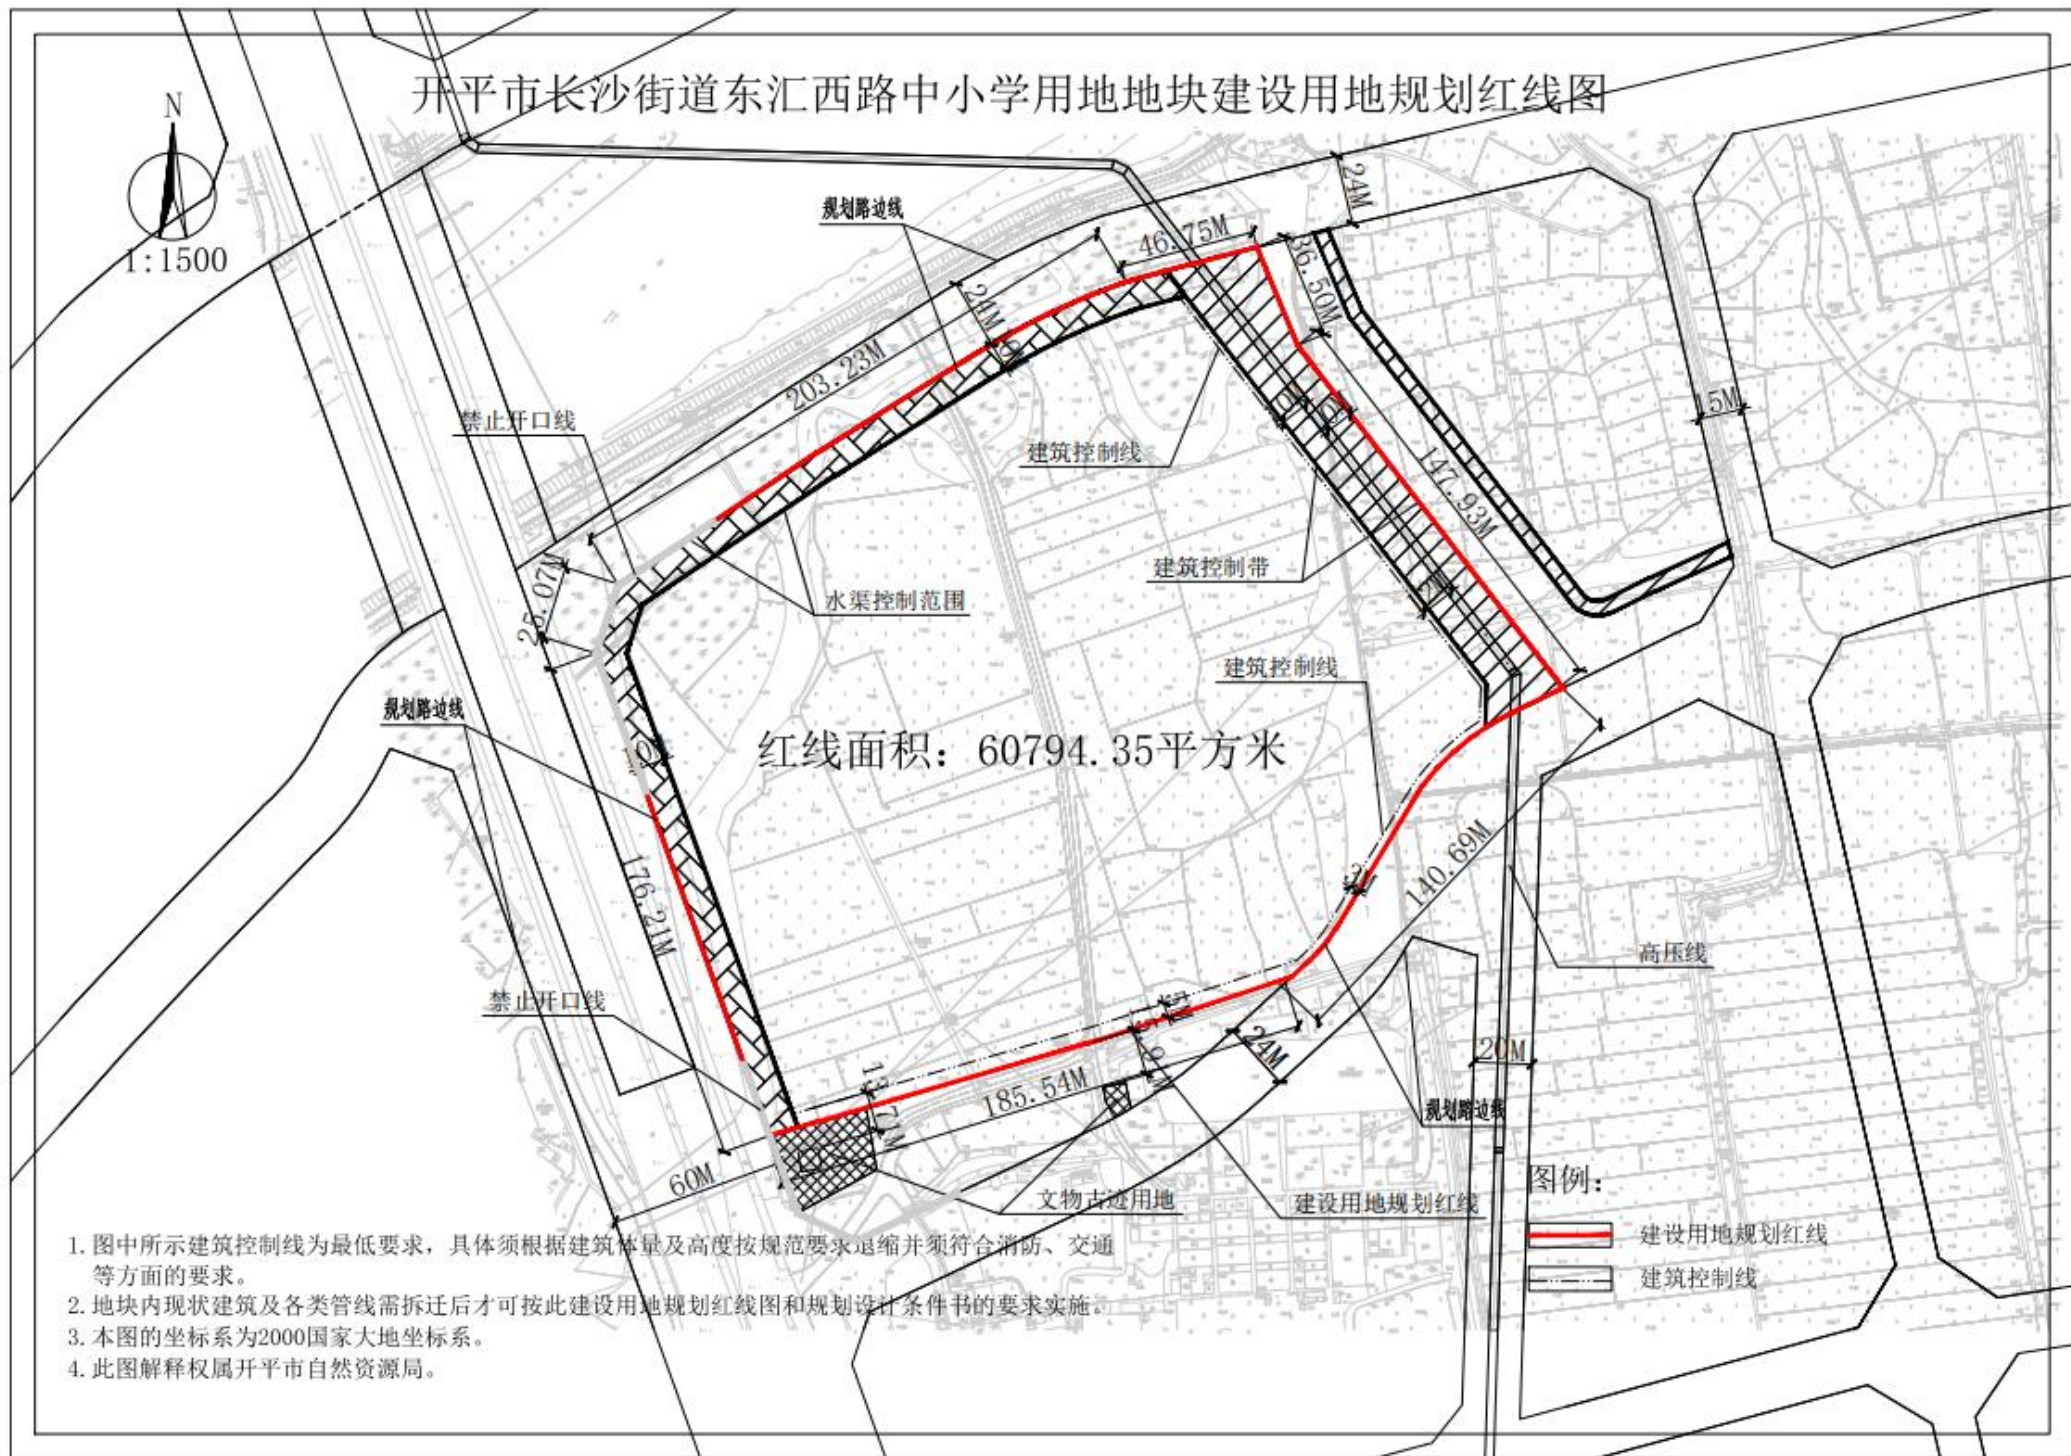 开平市长沙街道东汇西路中小学用地地块建设用地规划红线图
N
1:1500
规划路边线
24M
46.75M
36.50M
24M
203.23M
15M
禁止开口线
建筑控制线
147.93M
25.07M
建筑控制带
水渠控制范围
建筑控制线
规划路边线
红线面积：60794.35平方米
176.21M
140.69M
高压线
禁止开口线
24M
20M
185.54M
规划路边线
60M
文物古迹用地
建设用地规划红线
图例：
建设用地规划红线
建筑控制线
1. 图中所示建筑控制线为最低要求，具体须根据建筑体量及高度按规范要求退缩并须符合消防、交通
等方面的要求。
2. 地块内现状建筑及各类管线需拆迁后才可按此建设用地规划红线图和规划设计条件书的要求实施。
3. 本图的坐标系为2000国家大地坐标系。
4. 此图解释权属开平市自然资源局。